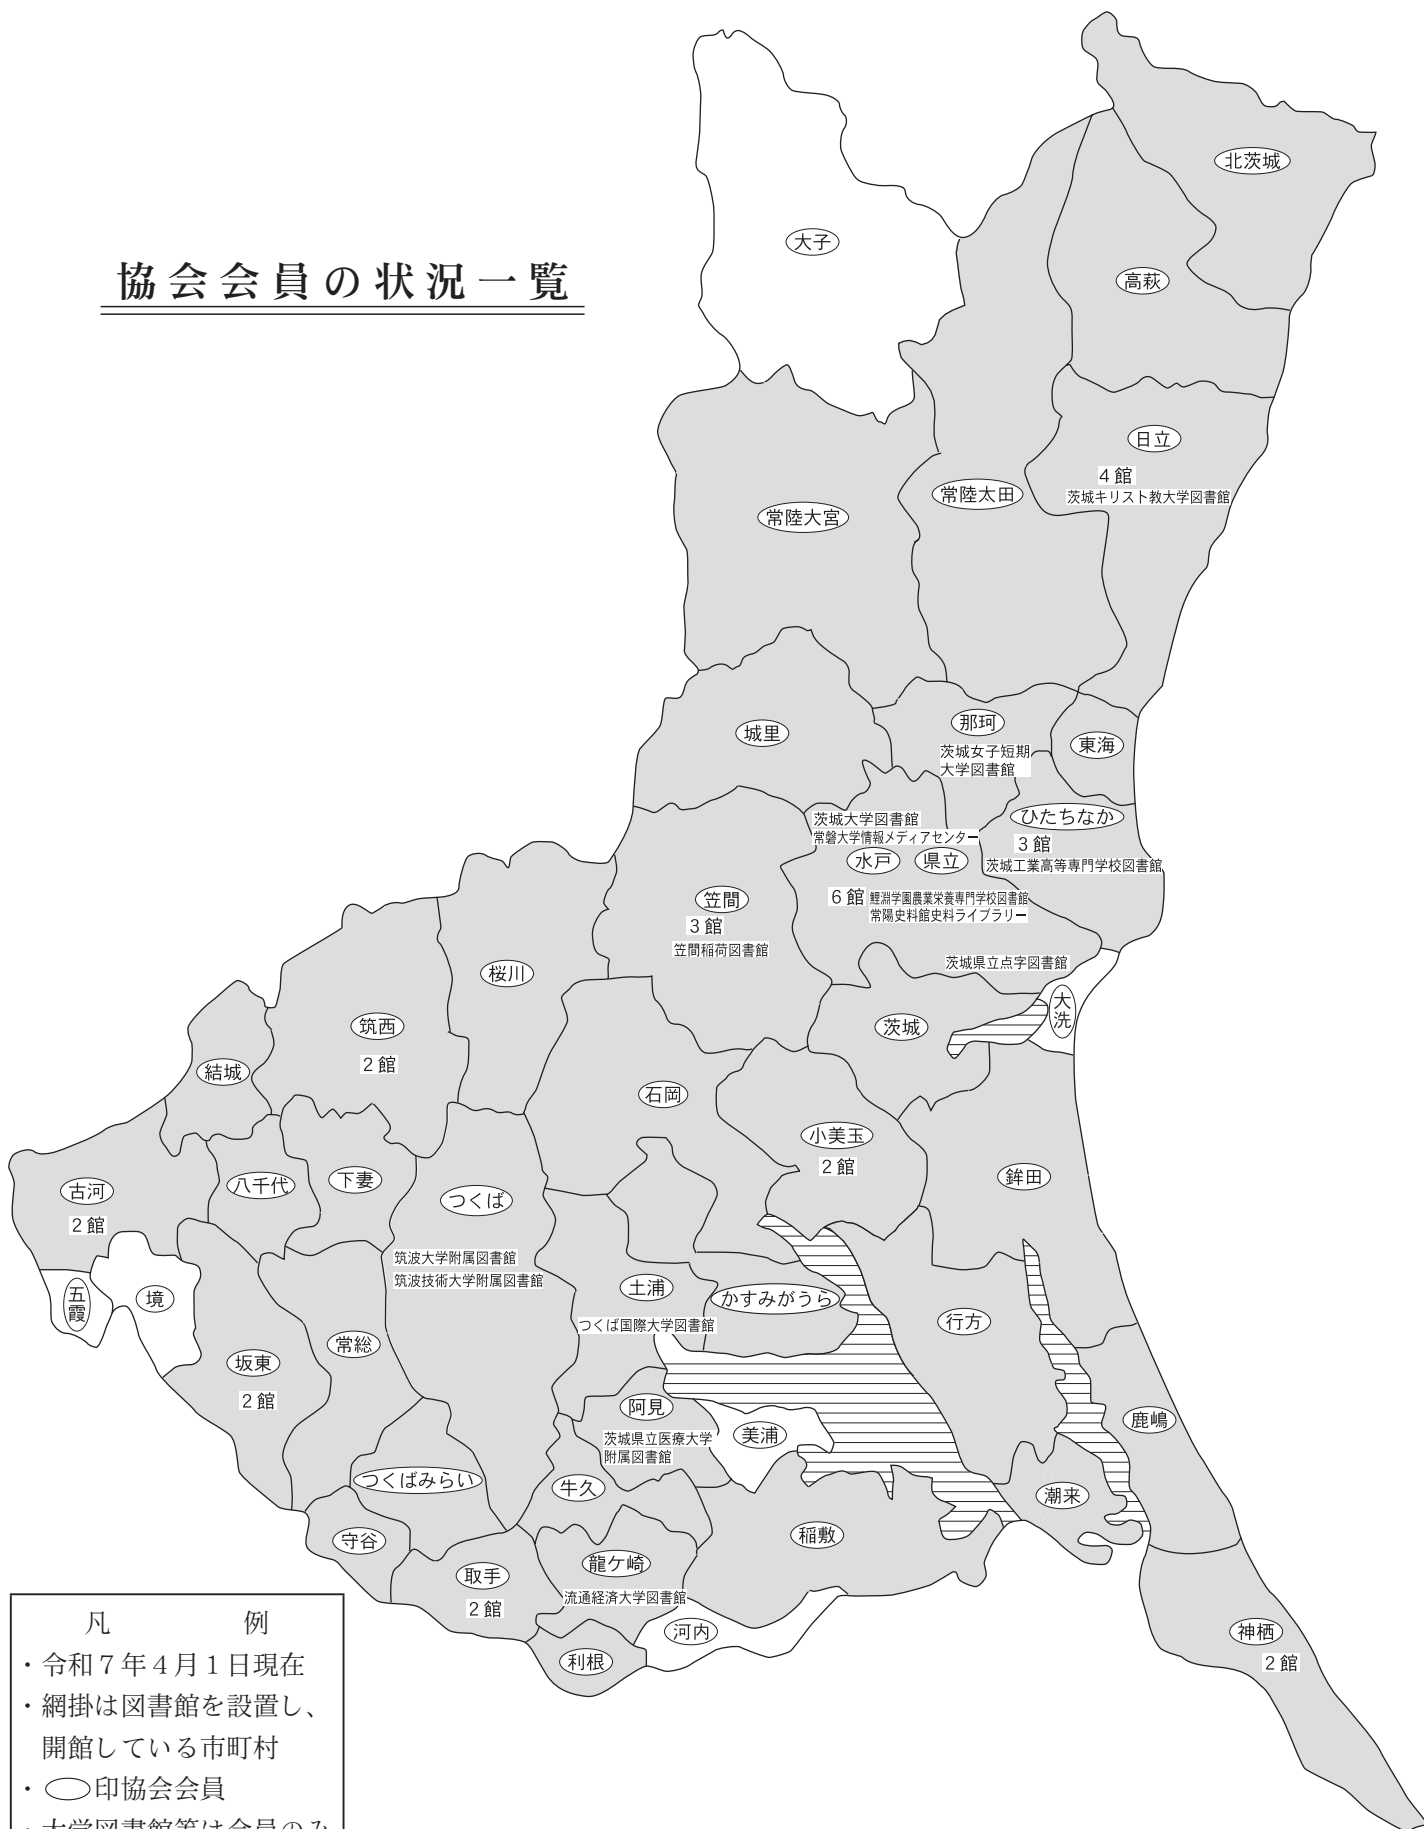 協会会員の状況一覧
北茨城
大子
高萩
日立
4館
茨城キリスト教大学図書館
常陸太田
常陸大宮
城里
那珂
茨城女子短期
大学図書館
東海
ひたちなか
3館
茨城工業高等専門学校図書館
茨城大学図書館
常磐大学情報メディアセンター
水戸
県立
6館
鯉淵学園農業栄養専門学校図書館
常陽史料館史料ライブラリー
茨城県立点字図書館
笠間
3館
笠間稲荷図書館
桜川
筑西
2館
結城
大洗
茨城
石岡
小美玉
2館
鉾田
古河
2館
八千代
下妻
つくば
筑波大学附属図書館
筑波技術大学附属図書館
土浦
つくば国際大学図書館
かすみがうら
行方
五霞
境
坂東
2館
常総
阿見
茨城県立医療大学
附属図書館
美浦
鹿嶋
つくばみらい
牛久
潮来
守谷
取手
2館
龍ケ崎
流通経済大学図書館
稲敷
河内
利根
神栖
2館
凡　例
・令和7年4月1日現在
・網掛は図書館を設置し、
開館している市町村
・印協会会員
・大学図書館等は会員のみ